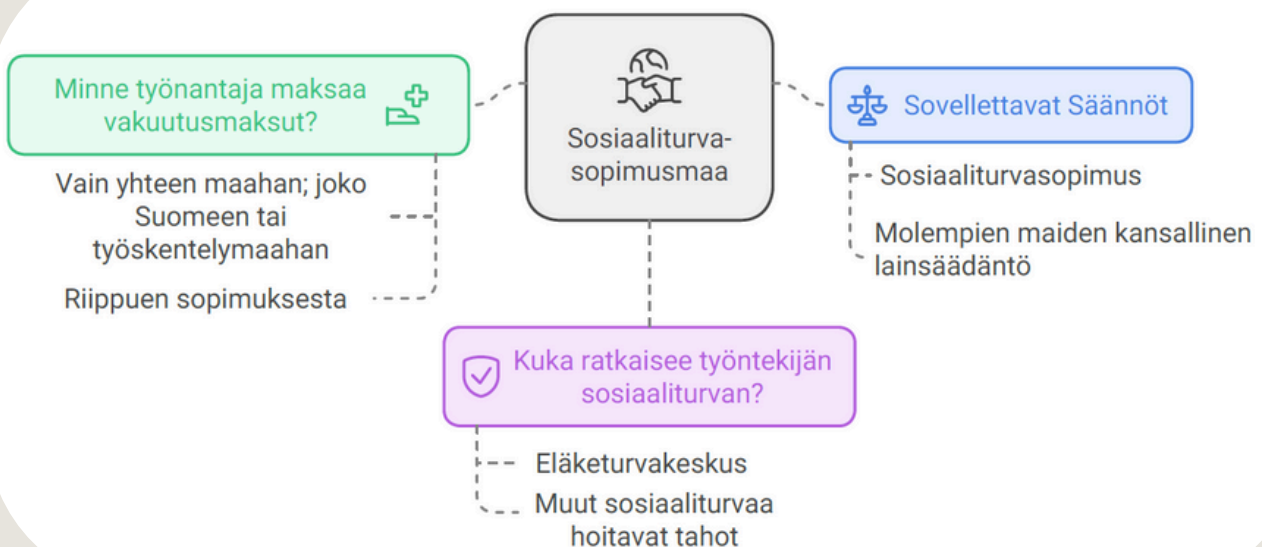 Sosiaaliturva-
sopimusmaa
Minne työnantaja maksaa
vakuutusmaksut?
Vain yhteen maahan; joko
Suomeen tai
työskentelymaahan
Riippuen sopimuksesta
Sovellettavat Säännöt
Sosiaaliturvasopimus
Molempien maiden kansallinen
lainsäädäntö
Kuka ratkaisee työntekijän
sosiaaliturvan?
Eläketurvakeskus
Muut sosiaaliturvaa
hoitavat tahot